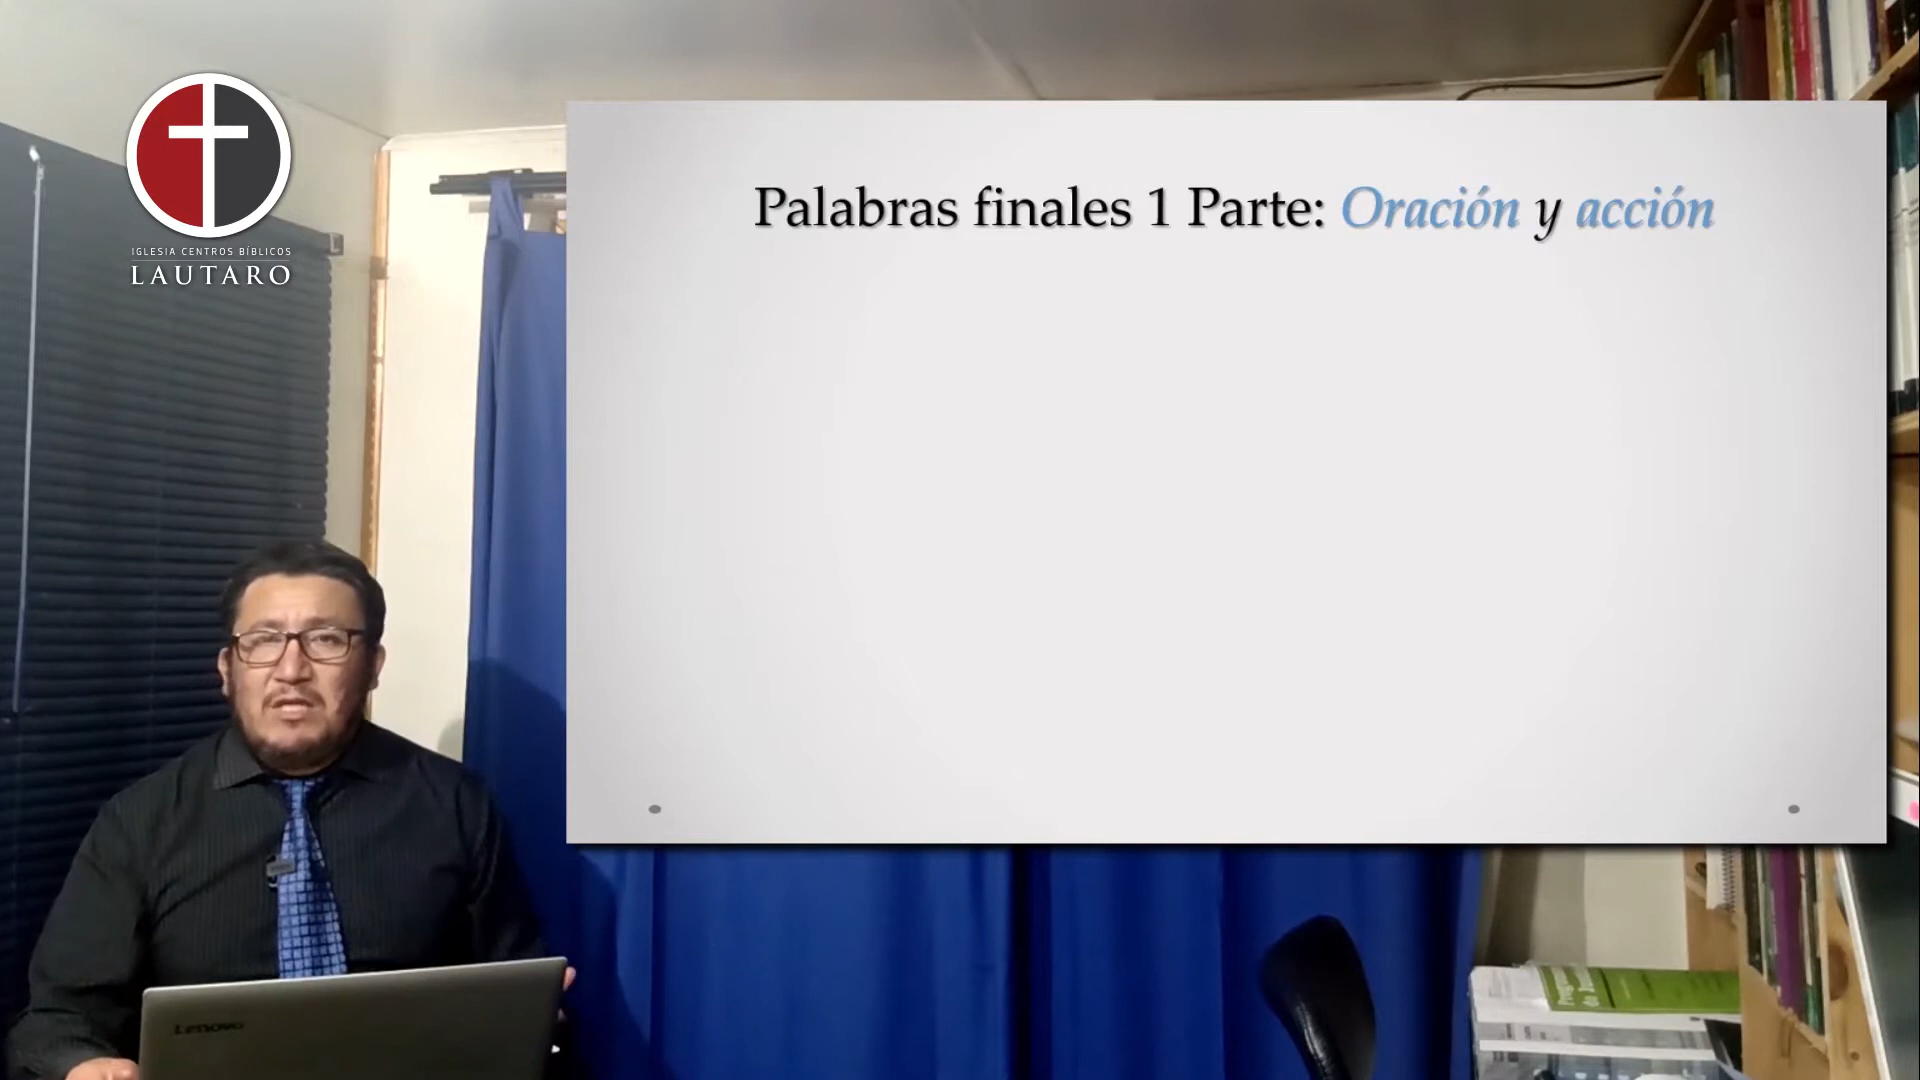 IGLESIA CENTROS BÍBLICOS
LAUTARO
Palabras finales 1 Parte: Oración y acción
Lenovo